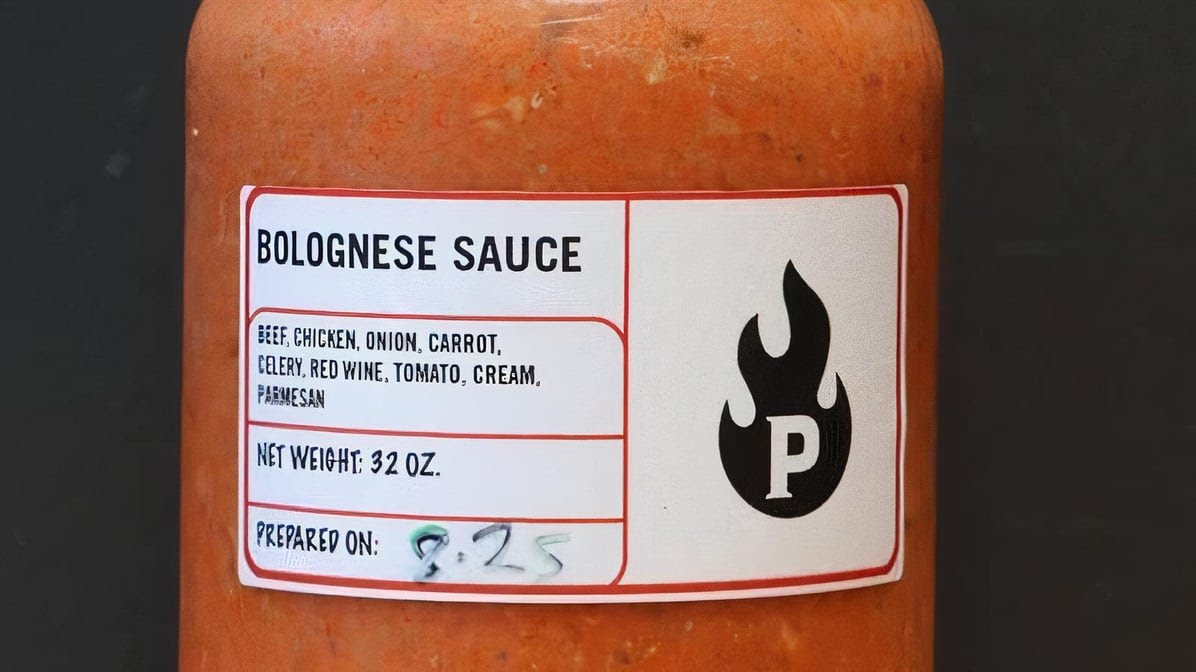 BOLOGNESE SAUCE
BEEF, CHICKEN, ONION, CARROT,
CELERY, RED WINE, TOMATO, CREAM,
PARMESAN
NET WEIGHT: 32 OZ.
PREPARED ON: 8.25
P